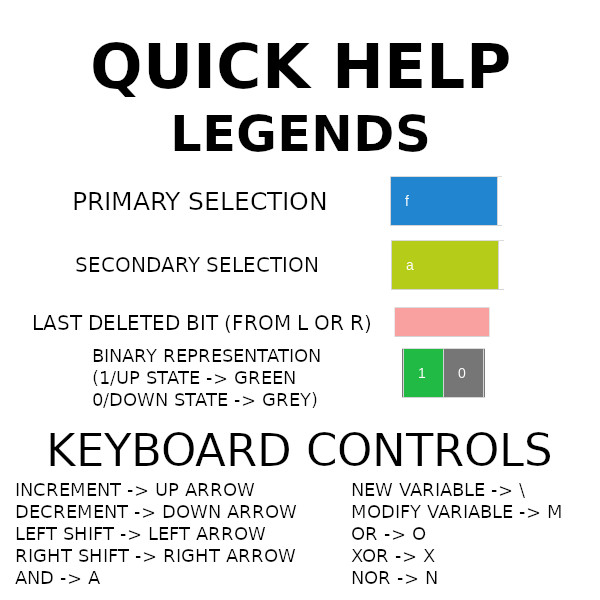 QUICK HELP
LEGENDS
PRIMARY SELECTION
f
SECONDARY SELECTION
a
LAST DELETED BIT (FROM L OR R)
BINARY REPRESENTATION
(1/UP STATE -> GREEN
0/DOWN STATE -> GREY)
1 0
KEYBOARD CONTROLS
INCREMENT -> UP ARROW
DECREMENT -> DOWN ARROW
LEFT SHIFT -> LEFT ARROW
RIGHT SHIFT -> RIGHT ARROW
AND -> A
NEW VARIABLE -> \
MODIFY VARIABLE -> M
OR -> O
XOR -> X
NOR -> N